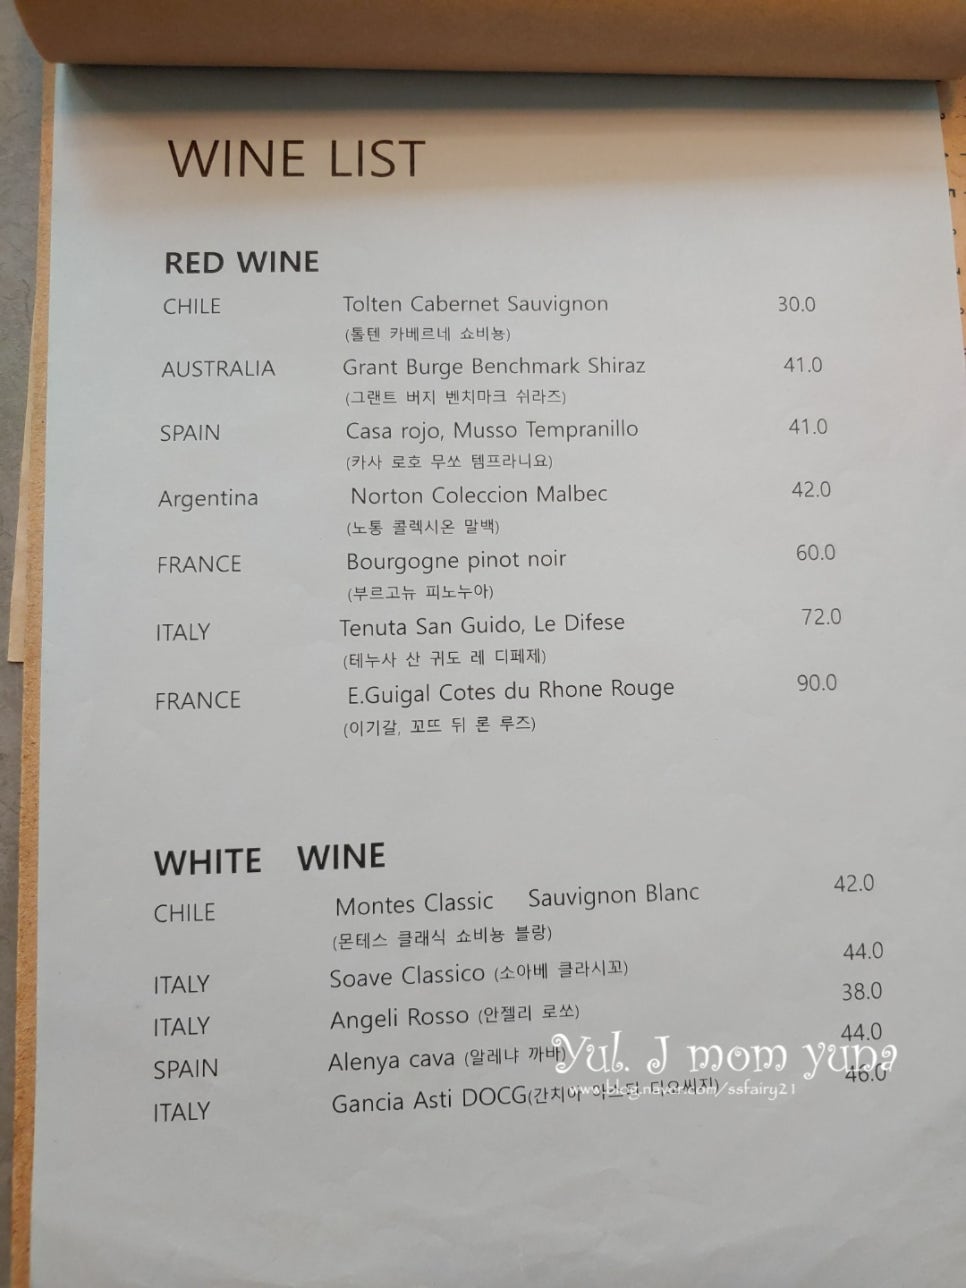 WINE LIST
RED WINE
CHILE Tolten Cabernet Sauvignon 30.0
(톨텐 카베르네 쇼비뇽)
AUSTRALIA Grant Burge Benchmark Shiraz 41.0
(그랜트 버지 벤치마크 쉬라즈)
SPAIN Casa rojo, Musso Tempranillo 41.0
(카사 로호 무쏘 템프라니요)
Argentina Norton Coleccion Malbec 42.0
(노통 콜렉시온 말백)
FRANCE Bourgogne pinot noir 60.0
(부르고뉴 피노누아)
ITALY Tenuta San Guido, Le Difese 72.0
(테누사 산 귀도 레 디페제)
FRANCE E.Guigal Cotes du Rhone Rouge 90.0
(이기갈, 꼬뜨 뒤 론 루즈)
WHITE WINE
CHILE Montes Classic Sauvignon Blanc 42.0
(몬테스 클래식 쇼비뇽 블랑)
ITALY Soave Classico (소아베 클라시꼬) 44.0
ITALY Angeli Rosso (안젤리 로쏘) 38.0
SPAIN Alenya cava (알레냐 까바) 44.0
ITALY Gancia Asti DOCG(간치아 46.0
Yul. J mom yuna
www.blog.naver.com/ssfairy21